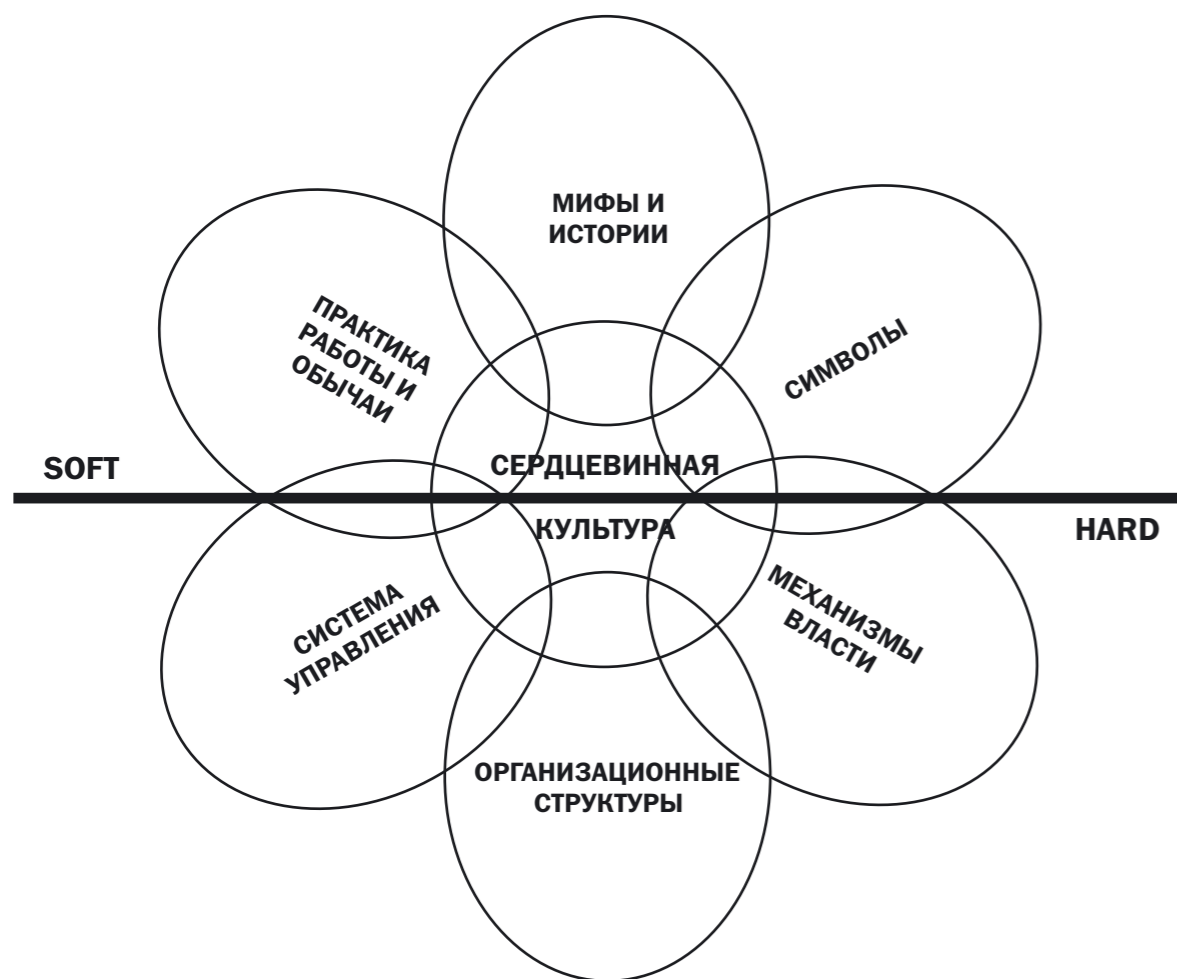 МИФЫ И
ИСТОРИИ
ПРАКТИКА
РАБОТЫ И
ОБЫЧАИ
СИМВОЛЫ
SOFT
СЕРДЦЕВИННАЯ
КУЛЬТУРА
HARD
СИСТЕМА
УПРАВЛЕНИЯ
МЕХАНИЗМЫ
ВЛАСТИ
ОРГАНИЗАЦИОННЫЕ
СТРУКТУРЫ